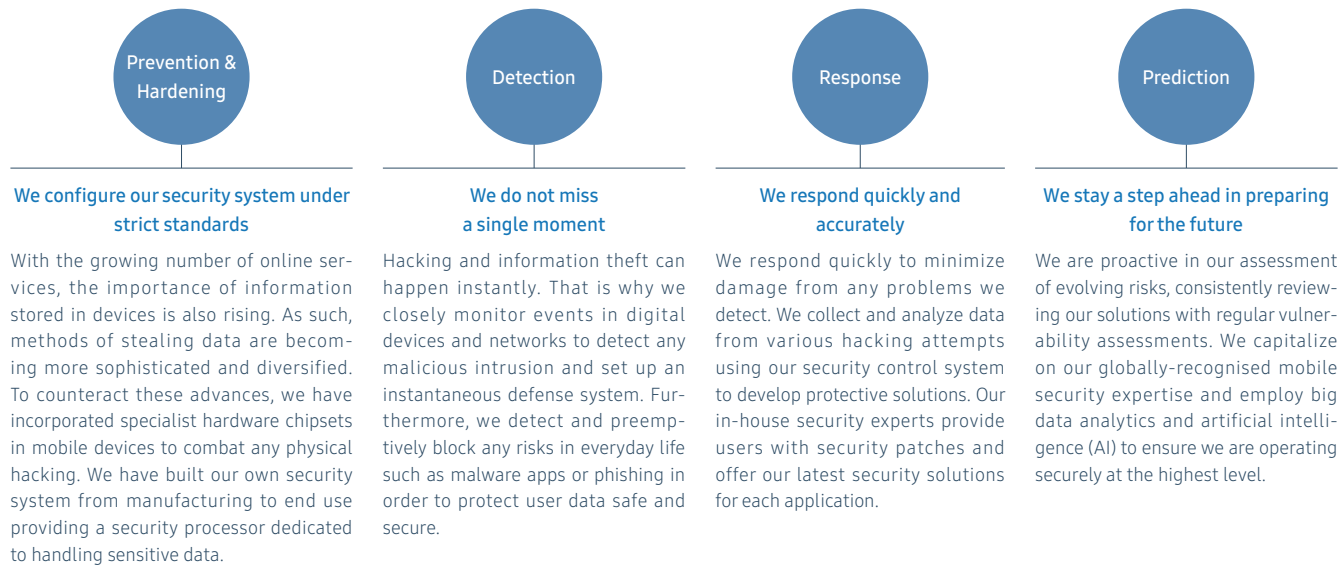 Prevention &
Hardening
We configure our security system under
strict standards
With the growing number of online ser-
vices, the importance of information
stored in devices is also rising. As such,
methods of stealing data are becom-
ing more sophisticated and diversified.
To counteract these advances, we have
incorporated specialist hardware chipsets
in mobile devices to combat any physical
hacking. We have built our own security
system from manufacturing to end use
providing a security processor dedicated
to handling sensitive data.
Detection
We do not miss
a single moment
Hacking and information theft can
happen instantly. That is why we
closely monitor events in digital
devices and networks to detect any
malicious intrusion and set up an
instantaneous defense system. Fur-
thermore, we detect and preemp-
tively block any risks in everyday life
such as malware apps or phishing in
order to protect user data safe and
secure.
Response
We respond quickly and
accurately
We respond quickly to minimize
damage from any problems we
detect. We collect and analyze data
from various hacking attempts
using our security control system
to develop protective solutions. Our
in-house security experts provide
users with security patches and
offer our latest security solutions
for each application.
Prediction
We stay a step ahead in preparing
for the future
We are proactive in our assessment
of evolving risks, consistently review-
ing our solutions with regular vulner-
ability assessments. We capitalize
on our globally-recognised mobile
security expertise and employ big
data analytics and artificial intelli-
gence (AI) to ensure we are operating
securely at the highest level.